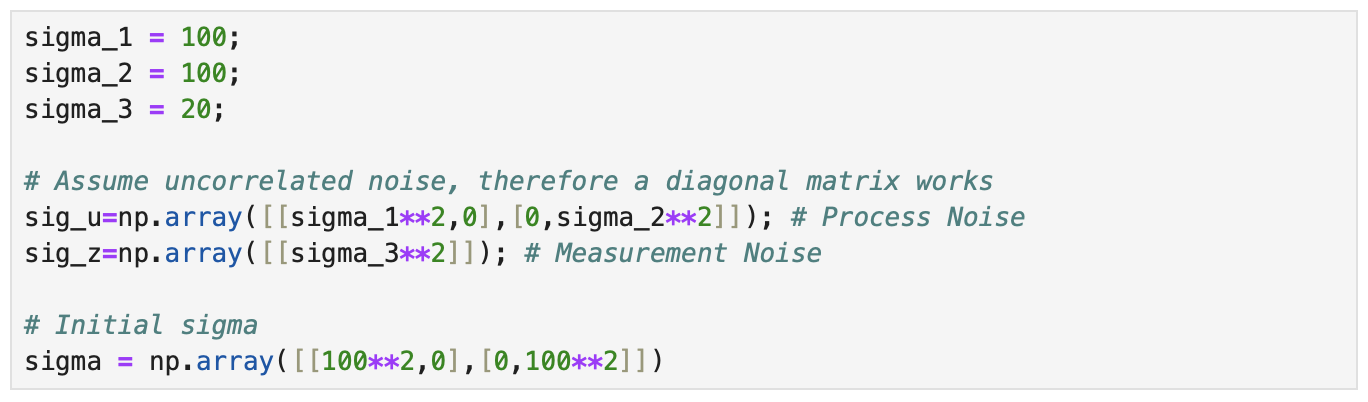 sigma_1 = 100;
sigma_2 = 100;
sigma_3 = 20;
# Assume uncorrelated noise, therefore a diagonal matrix works
sig_u=np.array([[sigma_1**2,0],[0,sigma_2**2]]); # Process Noise
sig_z=np.array([[sigma_3**2]]); # Measurement Noise
# Initial sigma
sigma = np.array([[100**2,0],[0,100**2]])